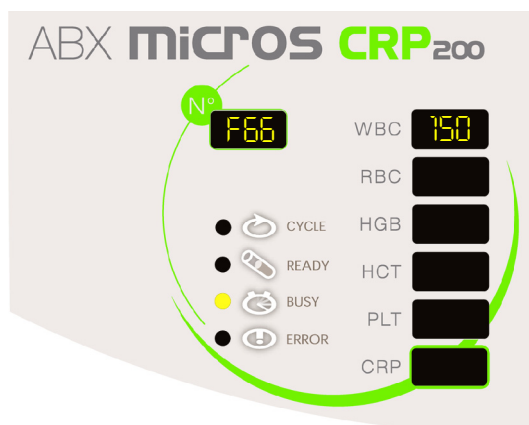 ABX micros CRP200
N°
F66
WBC 150
RBC
CYCLE
HGB
READY
HCT
BUSY
PLT
ERROR
CRP